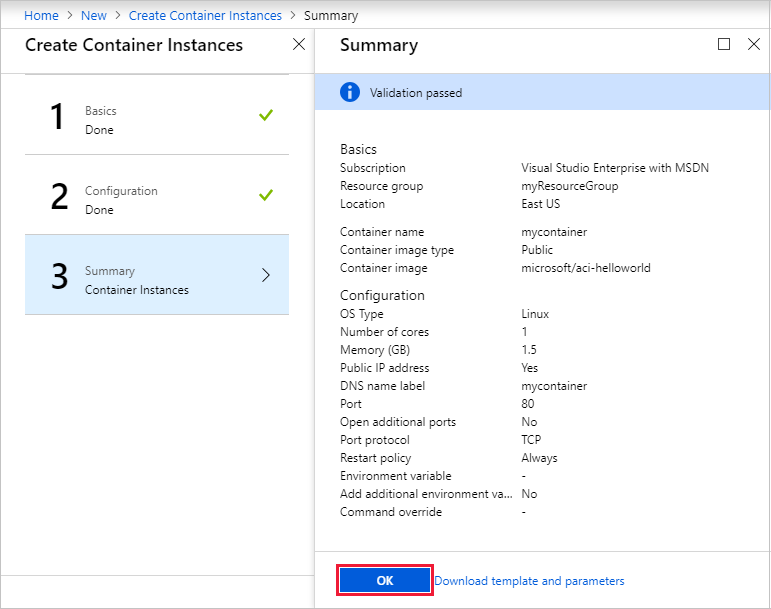 Home > New > Create Container Instances > Summary
Create Container Instances
1
Basics
Done
2
Configuration
Done
3
Summary
Container Instances
Summary
Validation passed
Basics
Subscription Visual Studio Enterprise with MSDN
Resource group myResourceGroup
Location East US
Container name mycontainer
Container image type Public
Container image microsoft/aci-helloworld
Configuration
OS Type Linux
Number of cores 1
Memory (GB) 1.5
Public IP address Yes
DNS name label mycontainer
Port 80
Open additional ports No
Port protocol TCP
Restart policy Always
Environment variable -
Add additional environment va... No
Command override -
OK Download template and parameters